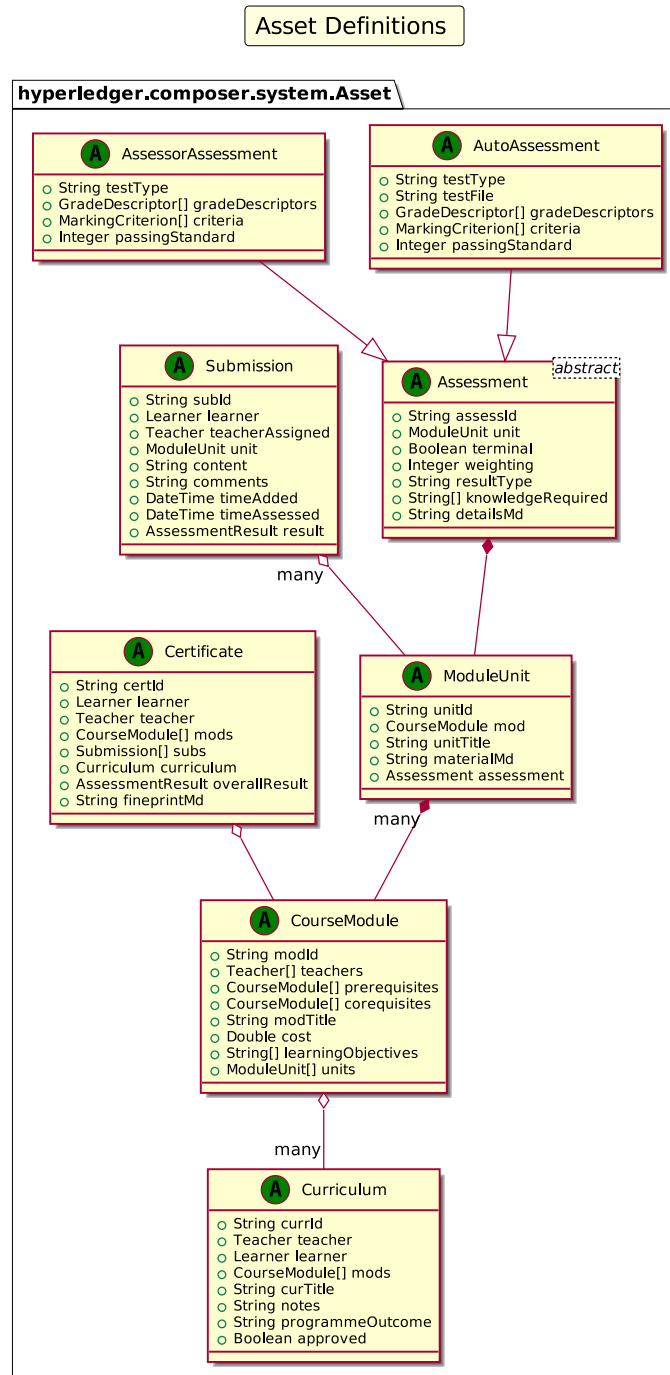 Asset Definitions
hyperledger.composer.system.Asset
A AssessorAssessment
String testType
GradeDescriptor[] gradeDescriptors
MarkingCriterion[] criteria
Integer passingStandard
A AutoAssessment
String testType
String testFile
GradeDescriptor[] gradeDescriptors
MarkingCriterion[] criteria
Integer passingStandard
A Submission
String subId
Learner learner
Teacher teacherAssigned
ModuleUnit unit
String content
String comments
DateTime timeAdded
DateTime timeAssessed
AssessmentResult result
A Assessment
abstract
String assessId
ModuleUnit unit
Boolean terminal
Integer weighting
String resultType
String[] knowledgeRequired
String detailsMd
many
A Certificate
String certId
Learner learner
Teacher teacher
CourseModule[] mods
Submission[] subs
Curriculum curriculum
AssessmentResult overallResult
String fineprintMd
A ModuleUnit
String unitId
CourseModule mod
String unitTitle
String materialMd
Assessment assessment
many
A CourseModule
String modId
Teacher[] teachers
CourseModule[] prerequisites
CourseModule[] corequisites
String modTitle
Double cost
String[] learningObjectives
ModuleUnit[] units
many
A Curriculum
String currId
Teacher teacher
Learner learner
CourseModule[] mods
String curTitle
String notes
String programmeOutcome
Boolean approved